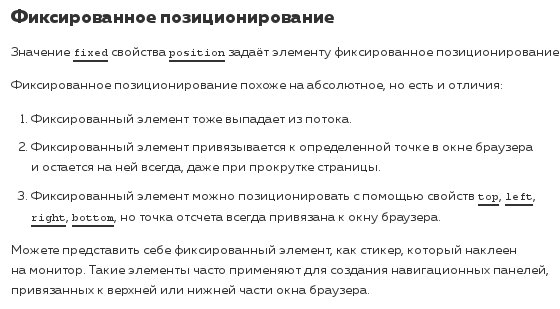 Фиксированное позиционирование
Значение fixed свойства position задаёт элементу фиксированное позиционирование
Фиксированное позиционирование похоже на абсолютное, но есть и отличия:
1. Фиксированный элемент тоже выпадает из потока.
2. Фиксированный элемент привязывается к определенной точке в окне браузера
и остается на ней всегда, даже при прокрутке страницы.
3. Фиксированный элемент можно позиционировать с помощью свойств top, left,
right, bottom, но точка отсчета всегда привязана к окну браузера.
Можете представить себе фиксированный элемент, как стикер, который наклеен
на монитор. Такие элементы часто применяют для создания навигационных панелей,
привязанных к верхней или нижней части окна браузера.